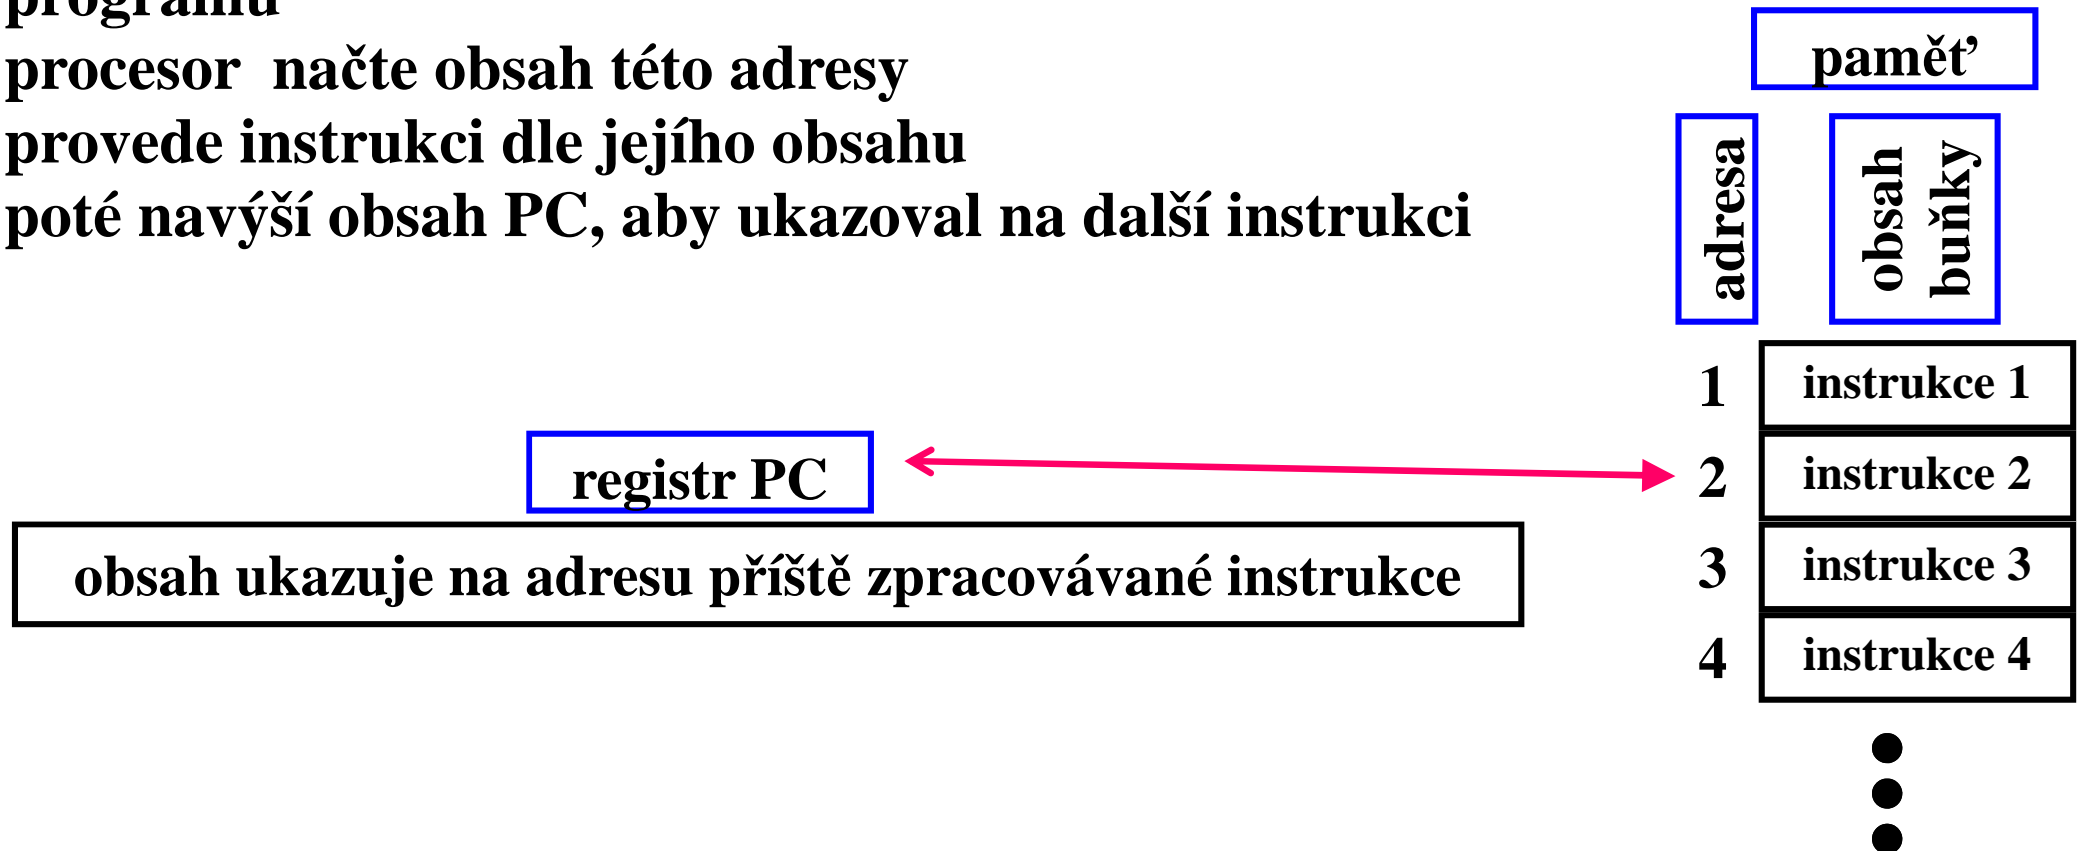 programu
procesor načte obsah této adresy
provede instrukci dle jejího obsahu
poté navýší obsah PC, aby ukazoval na další instrukci
paměť
adresa
obsah
buňky
1 instrukce 1
registr PC
2 instrukce 2
obsah ukazuje na adresu příště zpracovávané instrukce
3 instrukce 3
4 instrukce 4